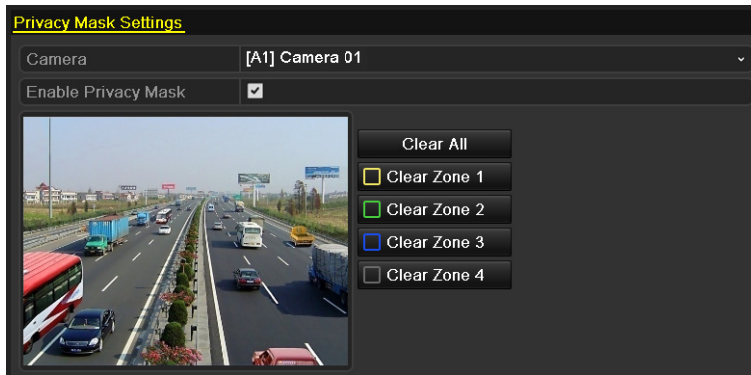 Privacy Mask Settings
Camera [A1] Camera 01
Enable Privacy Mask
Clear All
Clear Zone 1
Clear Zone 2
Clear Zone 3
Clear Zone 4